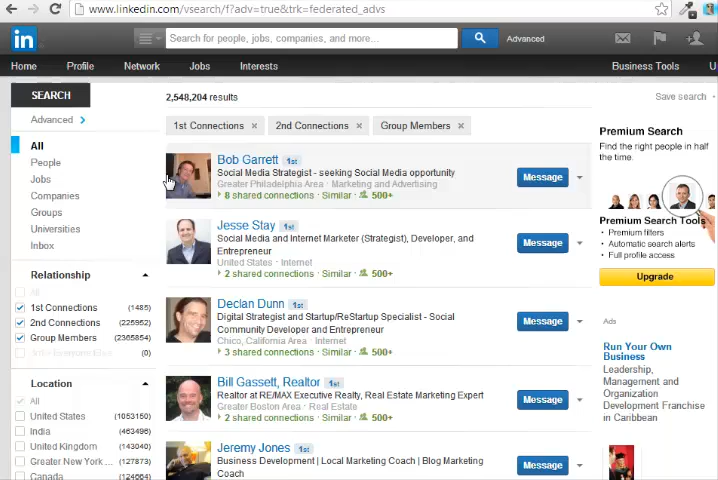 www.linkedin.com/vsearch/f?adv=true&trk=federated_advs
in
Search for people, jobs, companies, and more...
Advanced
Home
Profile
Network
Jobs
Interests
Business Tools
U
SEARCH
Advanced
All
People
Jobs
Companies
Groups
Universities
Inbox
Relationship
All
1st Connections (1485)
2nd Connections (225952)
Group Members (2365854)
(0)
Location
All
United States (1053150)
India (463496)
United Kingdom (143040)
Greater New York ... (127873)
Canada (124664)
2,548,204 results
Save search
1st Connections ×
2nd Connections ×
Group Members ×
Bob Garrett 1st
Social Media Strategist - seeking Social Media opportunity
Greater Philadelphia Area · Marketing and Advertising
8 shared connections · Similar · 500+
Message
Jesse Stay 1st
Social Media and Internet Marketer (Strategist), Developer, and
Entrepreneur
United States · Internet
2 shared connections · Similar · 500+
Message
Declan Dunn 1st
Digital Strategist and Startup/ReStartup Specialist - Social
Community Developer and Entrepreneur
Chico, California Area · Internet
3 shared connections · Similar · 500+
Message
Bill Gassett, Realtor 1st
Realtor at RE/MAX Executive Realty, Real Estate Marketing Expert
Greater Boston Area · Real Estate
2 shared connections · Similar · 500+
Message
Jeremy Jones 1st
Business Development | Local Marketing Coach | Blog Marketing
Coach
Message
Premium Search
Find the right people in half
the time.
Premium Search Tools
• Premium filters
• Automatic search alerts
• Full profile access
Upgrade
Ads
Run Your Own
Business
Leadership,
Management and
Organization
Development Franchise
in Caribbean